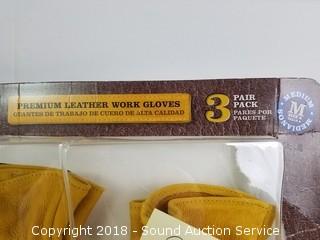 PREMIUM LEATHER WORK GLOVES
GUANTES DE TRABAJO DE CUERO DE ALTA CALIDAD
3 PAIR PACK
PARES POR PAQUETE
MEDIUM
M
MEDIANOS
Copyright 2018 - Sound Auction Service